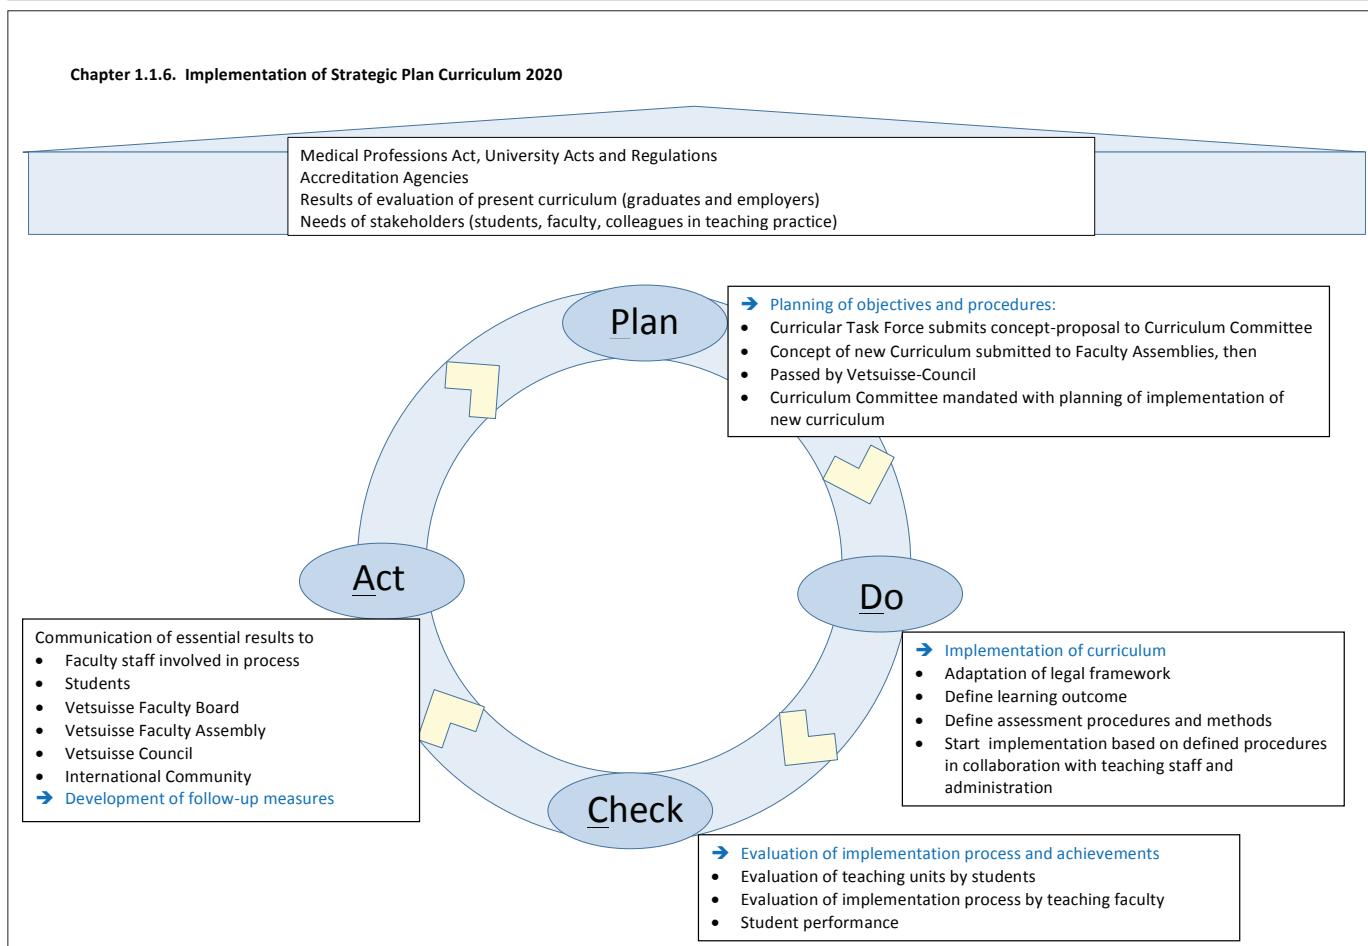 Chapter 1.1.6.  Implementation of Strategic Plan Curriculum 2020
Medical Professions Act, University Acts and Regulations
Accreditation Agencies
Results of evaluation of present curriculum (graduates and employers)
Needs of stakeholders (students, faculty, colleagues in teaching practice)
Plan
➔ Planning of objectives and procedures:
• Curricular Task Force submits concept-proposal to Curriculum Committee
• Concept of new Curriculum submitted to Faculty Assemblies, then
• Passed by Vetsuisse-Council
• Curriculum Committee mandated with planning of implementation of
new curriculum
Do
➔ Implementation of curriculum
• Adaptation of legal framework
• Define learning outcome
• Define assessment procedures and methods
• Start  implementation based on defined procedures
in collaboration with teaching staff and
administration
Check
➔ Evaluation of implementation process and achievements
• Evaluation of teaching units by students
• Evaluation of implementation process by teaching faculty
• Student performance
Act
Communication of essential results to
• Faculty staff involved in process
• Students
• Vetsuisse Faculty Board
• Vetsuisse Faculty Assembly
• Vetsuisse Council
• International Community
➔ Development of follow-up measures